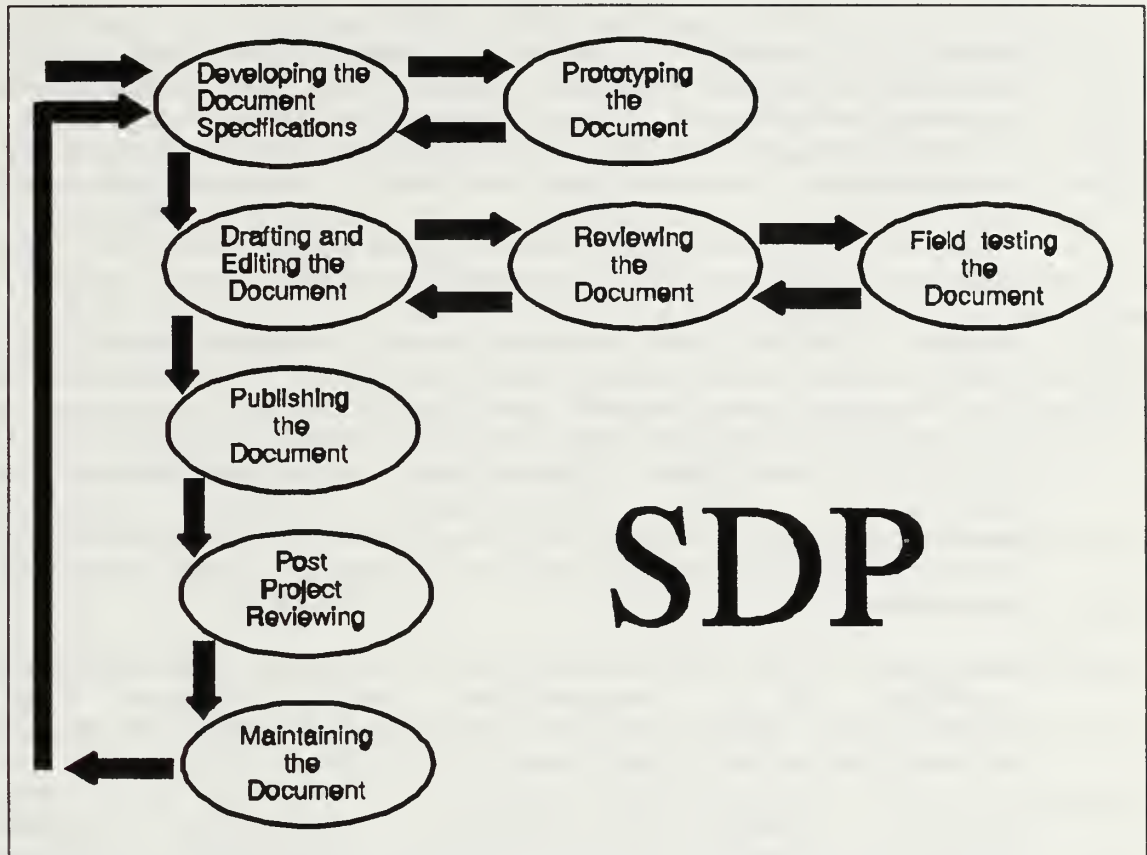 Developing the
Document
Specifications
Prototyping
the
Document
Drafting and
Editing the
Document
Reviewing
the
Document
Field testing
the
Document
Publishing
the
Document
Post
Project
Reviewing
Maintaining
the
Document
SDP